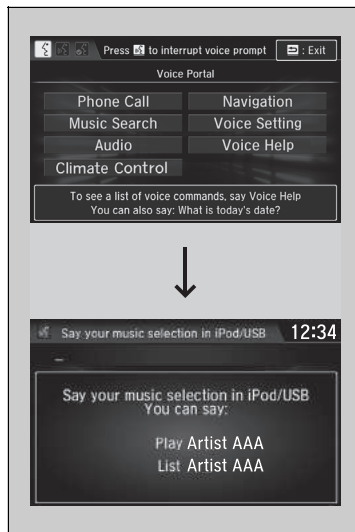 Press to interrupt voice prompt : Exit
Voice Portal
Phone Call Navigation
Music Search Voice Setting
Audio Voice Help
Climate Control
To see a list of voice commands, say Voice Help
You can also say: What is today's date?
Say your music selection in iPod/USB 12:34
Say your music selection in iPod/USB
You can say:
Play Artist AAA
List Artist AAA